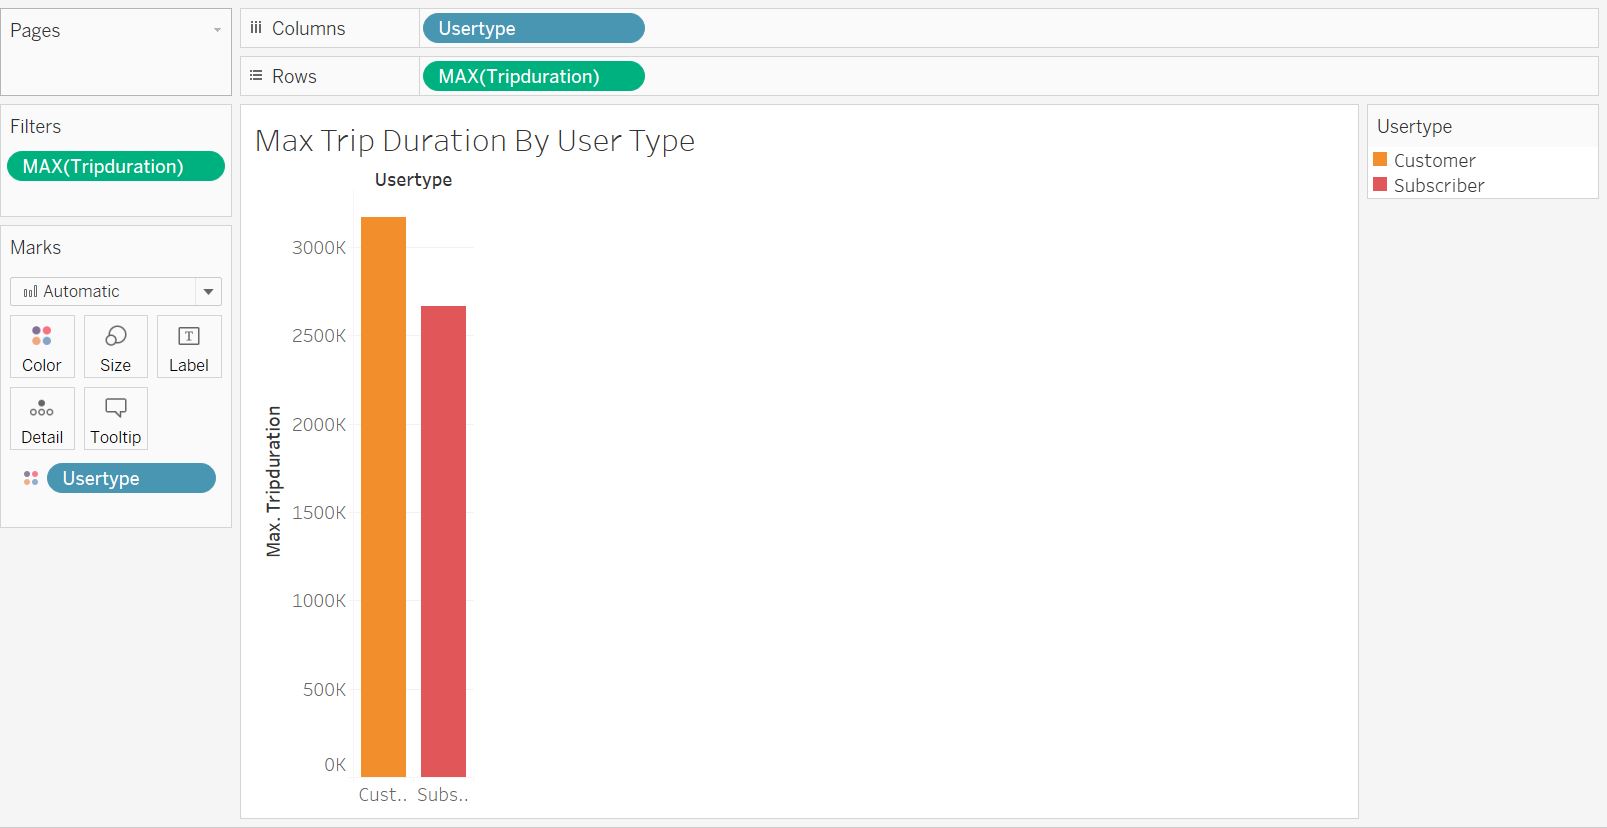 Pages
Columns
Usertype
Rows
MAX(Tripduration)
Filters
MAX(Tripduration)
Marks
Automatic
Color
Size
T
Label
Detail
Tooltip
Usertype
Max Trip Duration By User Type
Usertype
Max. Tripduration
3000K
2500K
2000K
1500K
1000K
500K
0K
Cust..
Subs..
Usertype
Customer
Subscriber